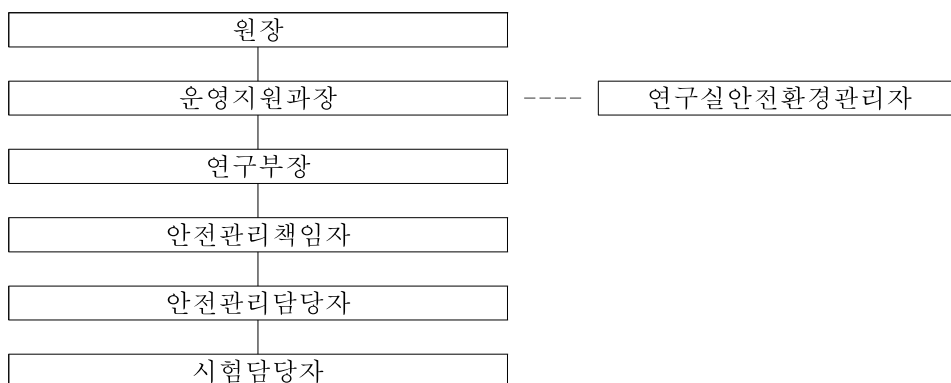 원장
운영지원과장
연구실안전환경관리자
연구부장
안전관리책임자
안전관리담당자
시험담당자